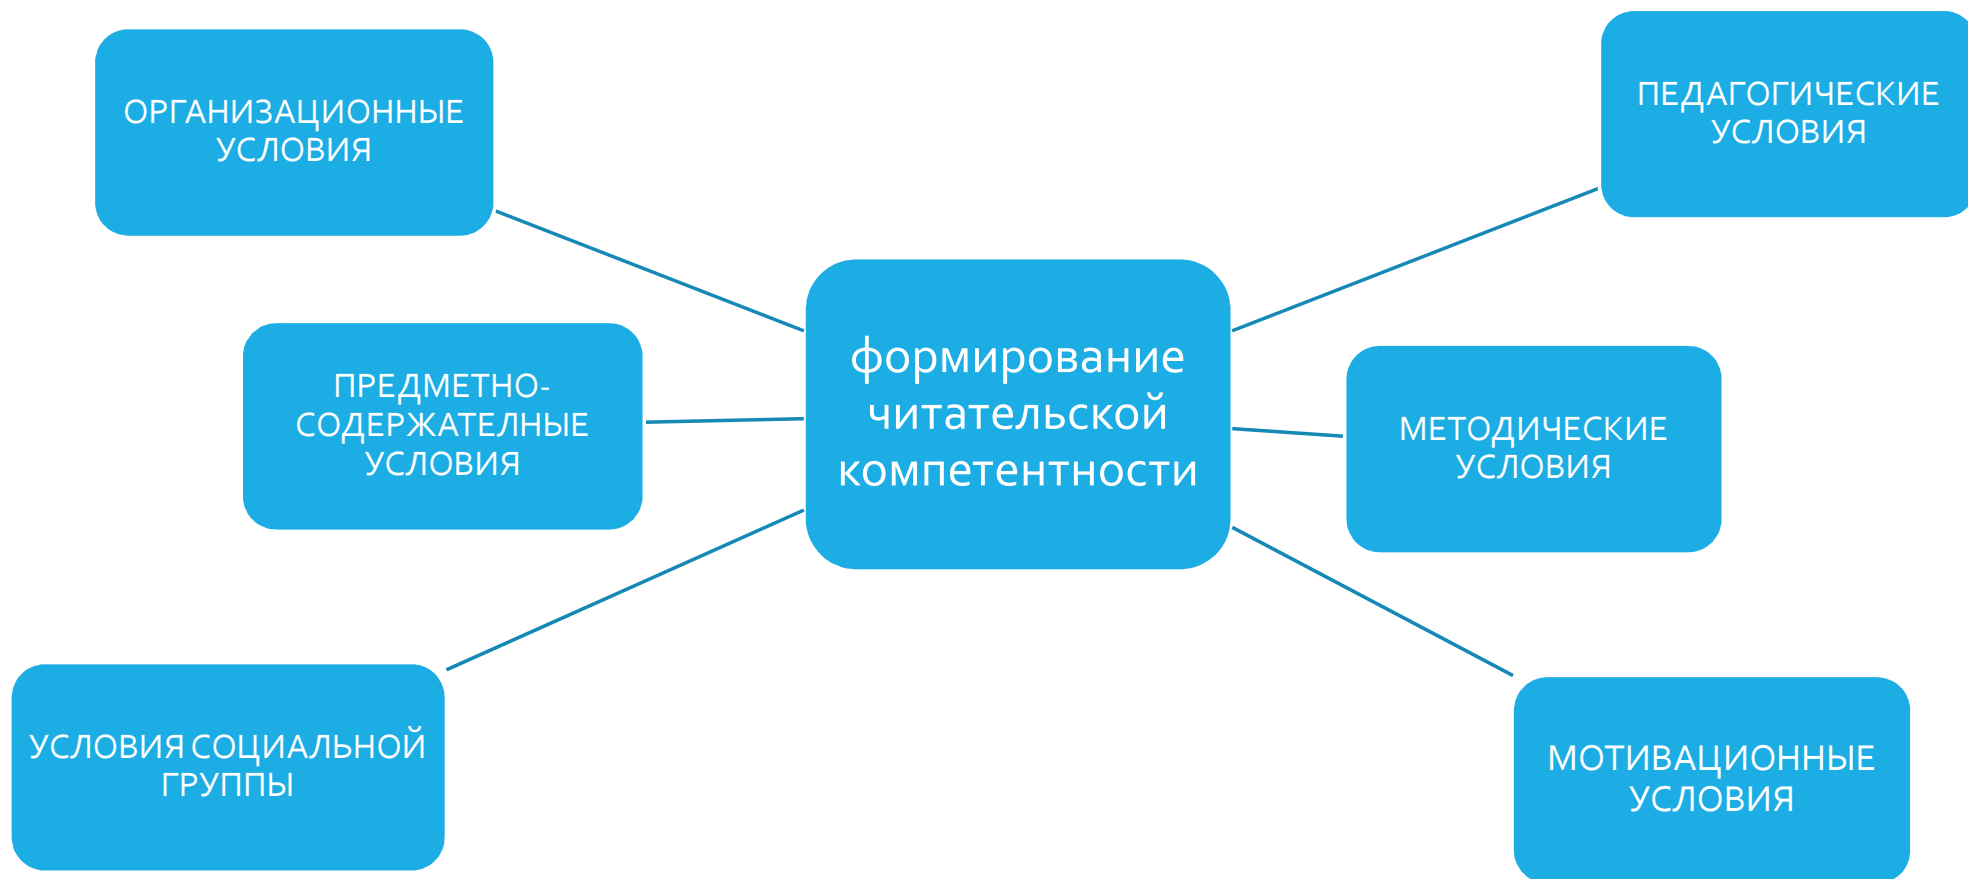 ОРГАНИЗАЦИОННЫЕ
УСЛОВИЯ
ПЕДАГОГИЧЕСКИЕ
УСЛОВИЯ
формирование
читательской
компетентности
ПРЕДМЕТНО-
СОДЕРЖАТЕЛНЫЕ
УСЛОВИЯ
МЕТОДИЧЕСКИЕ
УСЛОВИЯ
УСЛОВИЯ СОЦИАЛЬНОЙ
ГРУППЫ
МОТИВАЦИОННЫЕ
УСЛОВИЯ